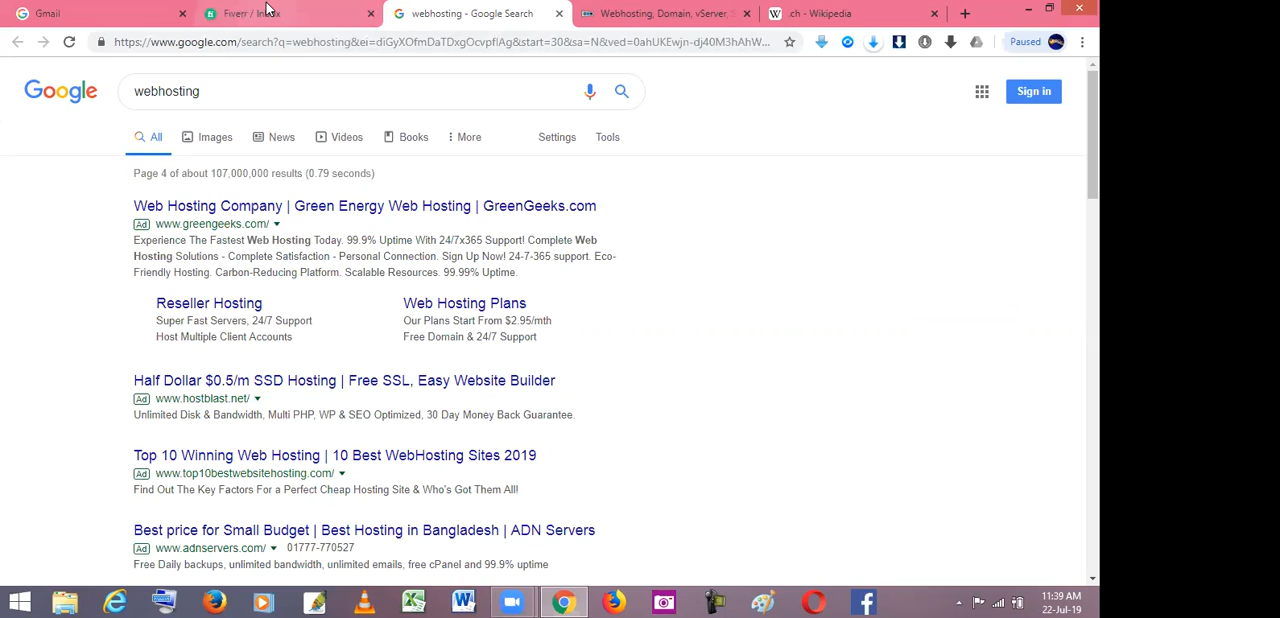 Gmail
Fiverr / In
webhosting - Google Search
Webhosting, Domain, vServer, S
.ch - Wikipedia
https://www.google.com/search?q=webhosting&ei=diGyXOfmDaTDxgOcvpfIAg&start=30&sa=N&ved=0ahUKEwjn-dj40M3hAhW...
Paused
Google
webhosting
Sign in
All
Images
News
Videos
Books
More
Settings
Tools
Page 4 of about 107,000,000 results (0.79 seconds)
Web Hosting Company | Green Energy Web Hosting | GreenGeeks.com
Ad www.greengeeks.com/
Experience The Fastest Web Hosting Today. 99.9% Uptime With 24/7x365 Support! Complete Web
Hosting Solutions - Complete Satisfaction - Personal Connection. Sign Up Now! 24-7-365 support. Eco-
Friendly Hosting. Carbon-Reducing Platform. Scalable Resources. 99.99% Uptime.
Reseller Hosting
Super Fast Servers, 24/7 Support
Host Multiple Client Accounts
Web Hosting Plans
Our Plans Start From $2.95/mth
Free Domain & 24/7 Support
Half Dollar $0.5/m SSD Hosting | Free SSL, Easy Website Builder
Ad www.hostblast.net/
Unlimited Disk & Bandwidth, Multi PHP, WP & SEO Optimized, 30 Day Money Back Guarantee.
Top 10 Winning Web Hosting | 10 Best WebHosting Sites 2019
Ad www.top10bestwebsitehosting.com/
Find Out The Key Factors For a Perfect Cheap Hosting Site & Who's Got Them All!
Best price for Small Budget | Best Hosting in Bangladesh | ADN Servers
Ad www.adnservers.com/ 01777-770527
Free Daily backups, unlimited bandwidth, unlimited emails, free cPanel and 99.9% uptime
11:39 AM
22-Jul-19